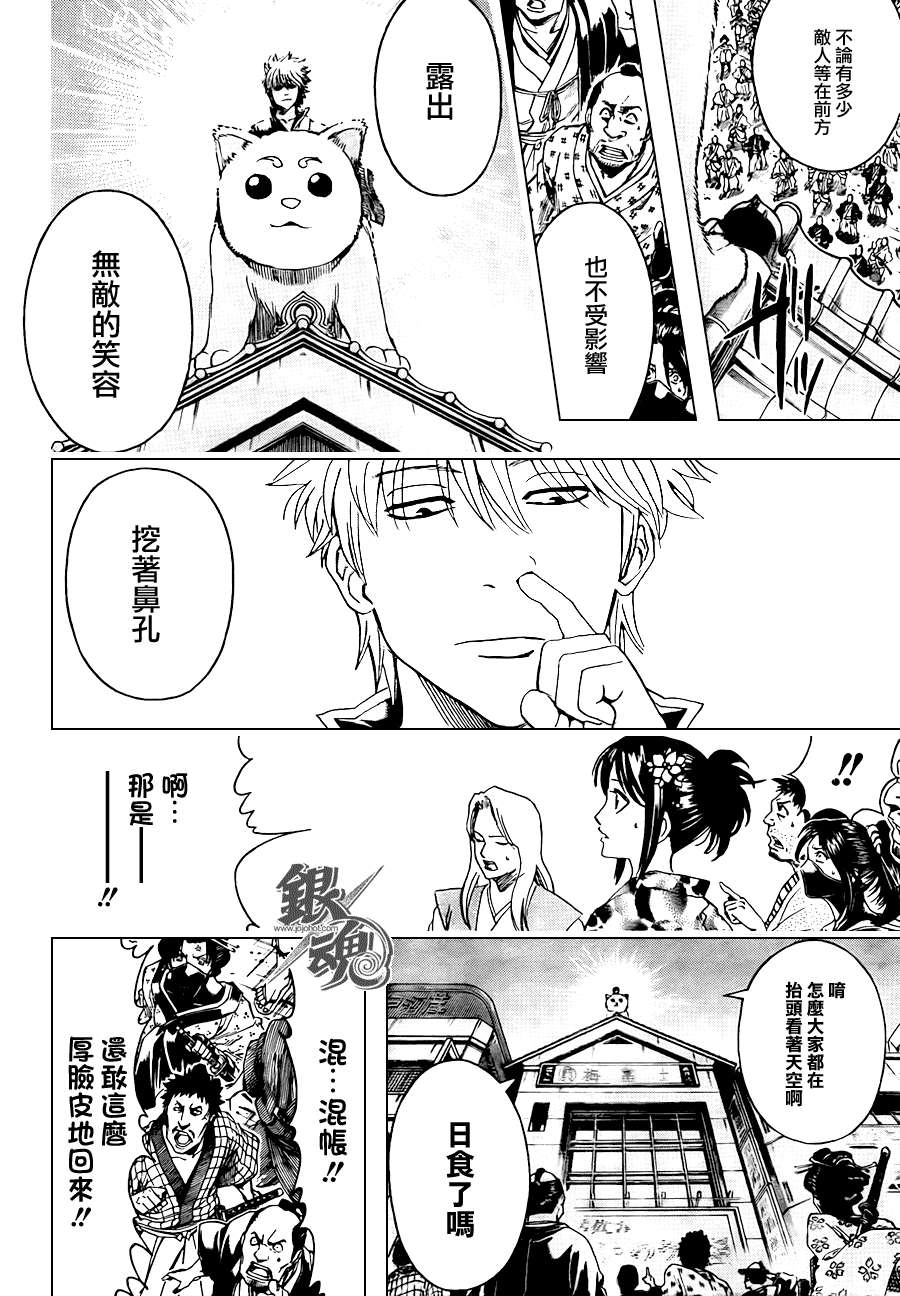 不論有多少
敵人等在前方
也不受影響
露出
無敵的笑容
挖著鼻孔
!!
啊…
那是——
——!!
唷
怎麼大家都在
抬頭看著天空啊
日食了嗎
混…混帳!!
還敢這麼
厚臉皮地回來!!
銀魂
www.jojohot.com